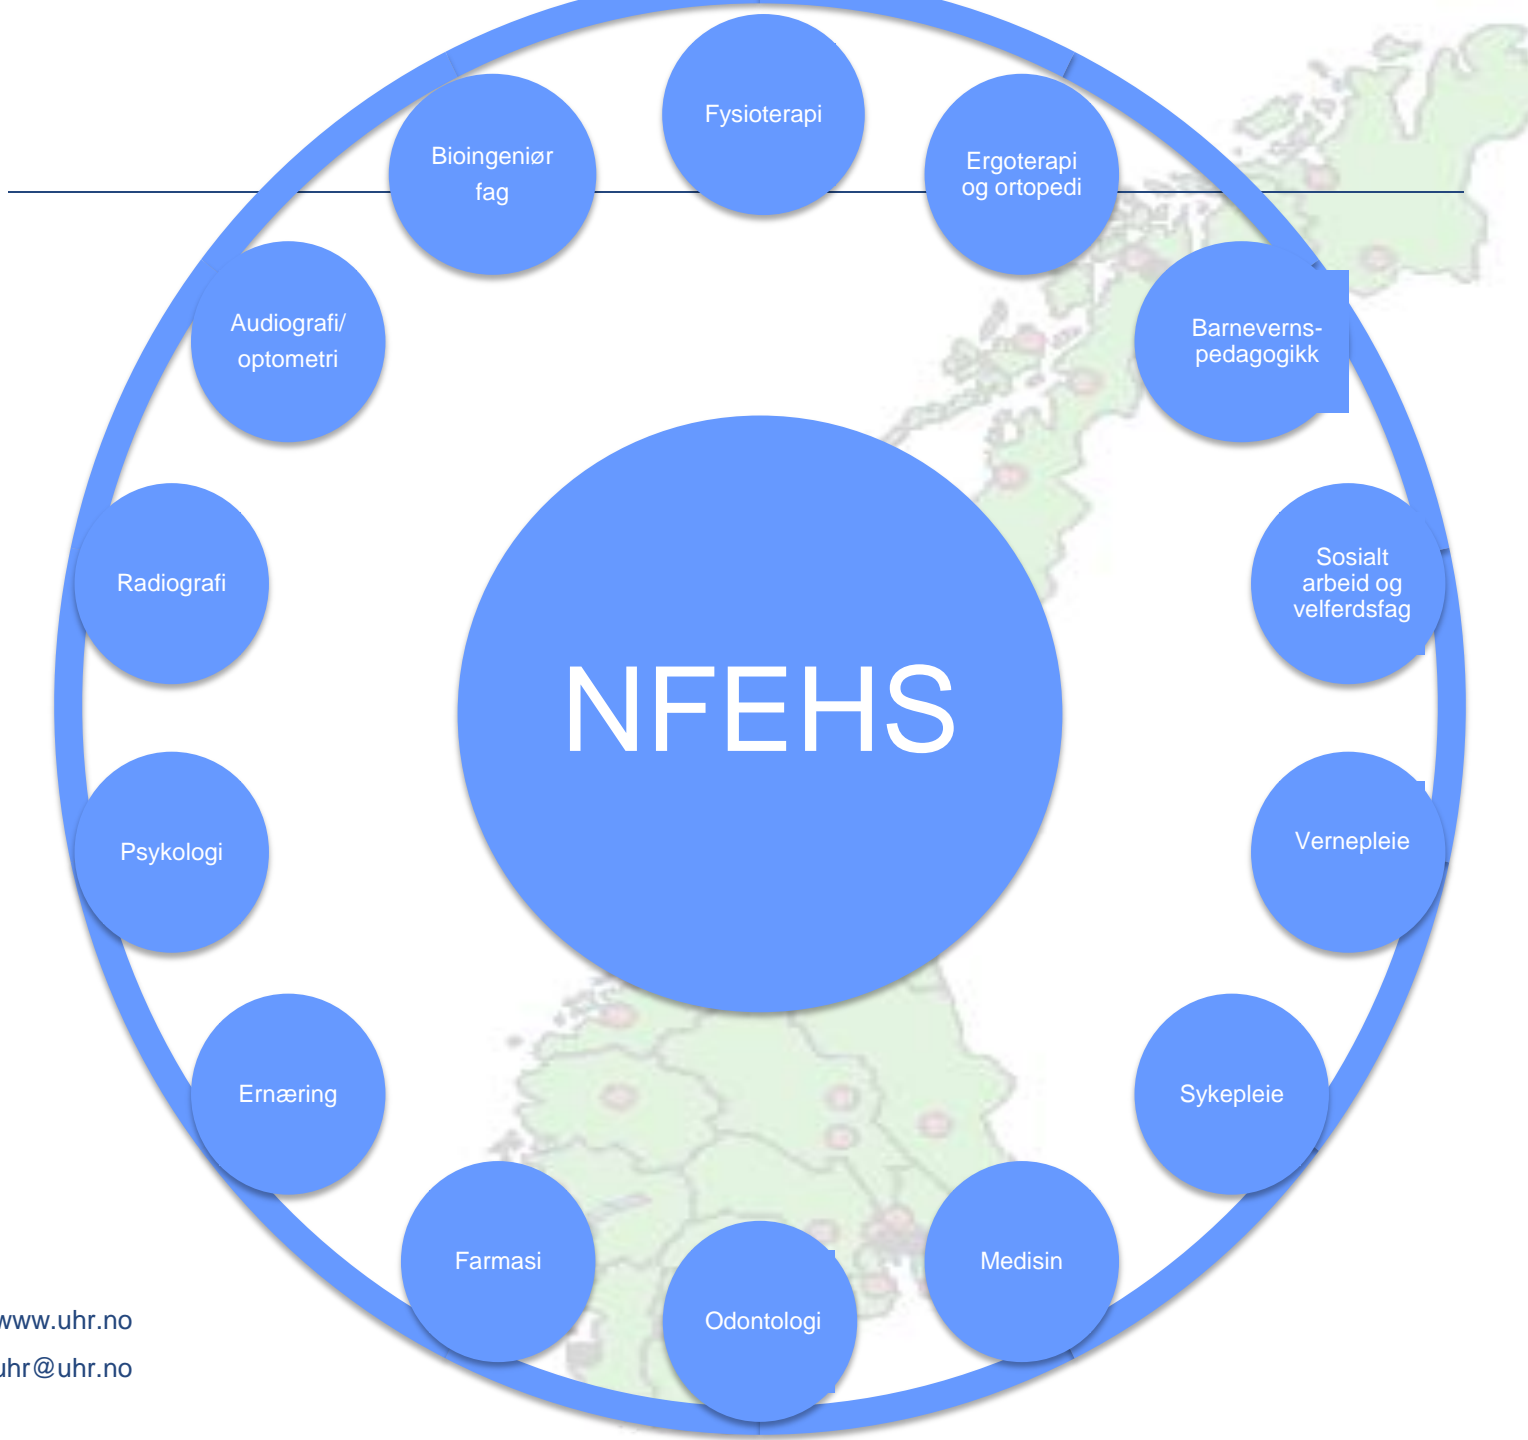 Fysioterapi
Ergoterapi
og ortopedi
Barneverns-
pedagogikk
Sosialt
arbeid og
velferdsfag
Vernepleie
Sykepleie
Medisin
Odontologi
Farmasi
Ernæring
Psykologi
Radiografi
Audiografi/
optometri
Bioingeniør
fag
NFEHS
www.uhr.no
uhr@uhr.no